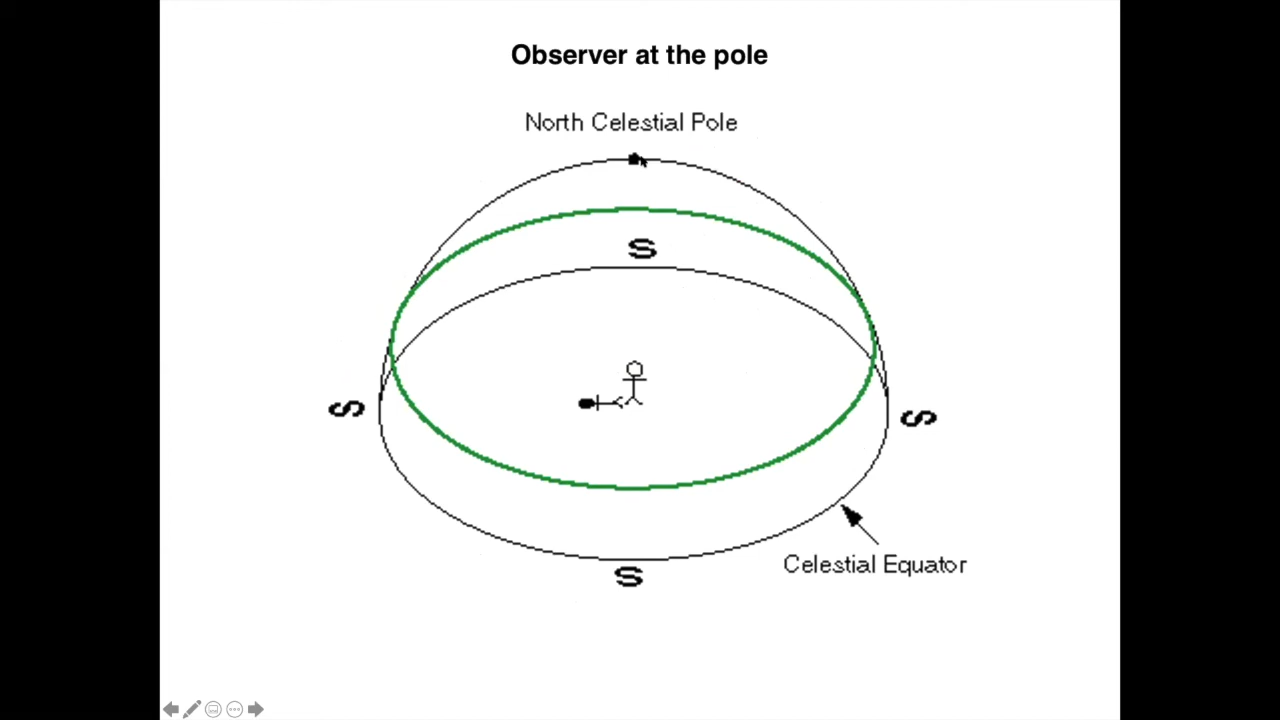 Observer at the pole
North Celestial Pole
S
S
S
S
Celestial Equator